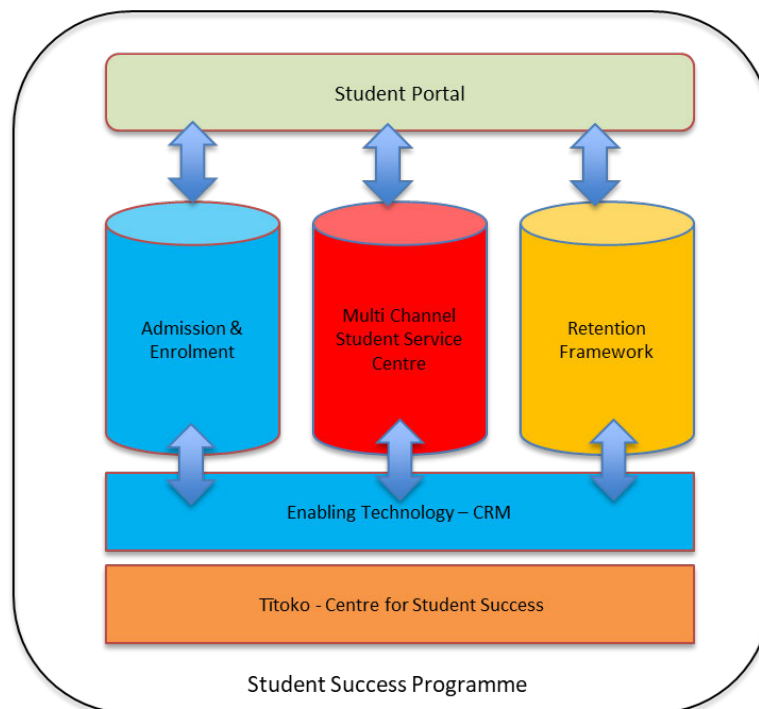 Student Portal
Admission &
Enrolment
Multi Channel
Student Service
Centre
Retention
Framework
Enabling Technology – CRM
Tītoko - Centre for Student Success
Student Success Programme